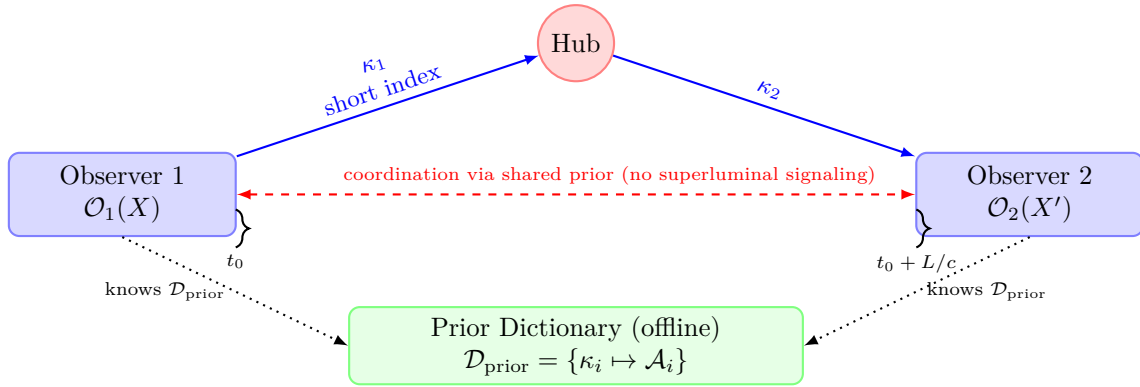 Hub
κ₁
short index
κ₂
Observer 1
𝒪₁(X)
coordination via shared prior (no superluminal signaling)
Observer 2
𝒪₂(X′)
t₀
t₀ + L/c
knows 𝒟prior
knows 𝒟prior
Prior Dictionary (offline)
𝒟prior = {κᵢ ↦ 𝒜ᵢ}